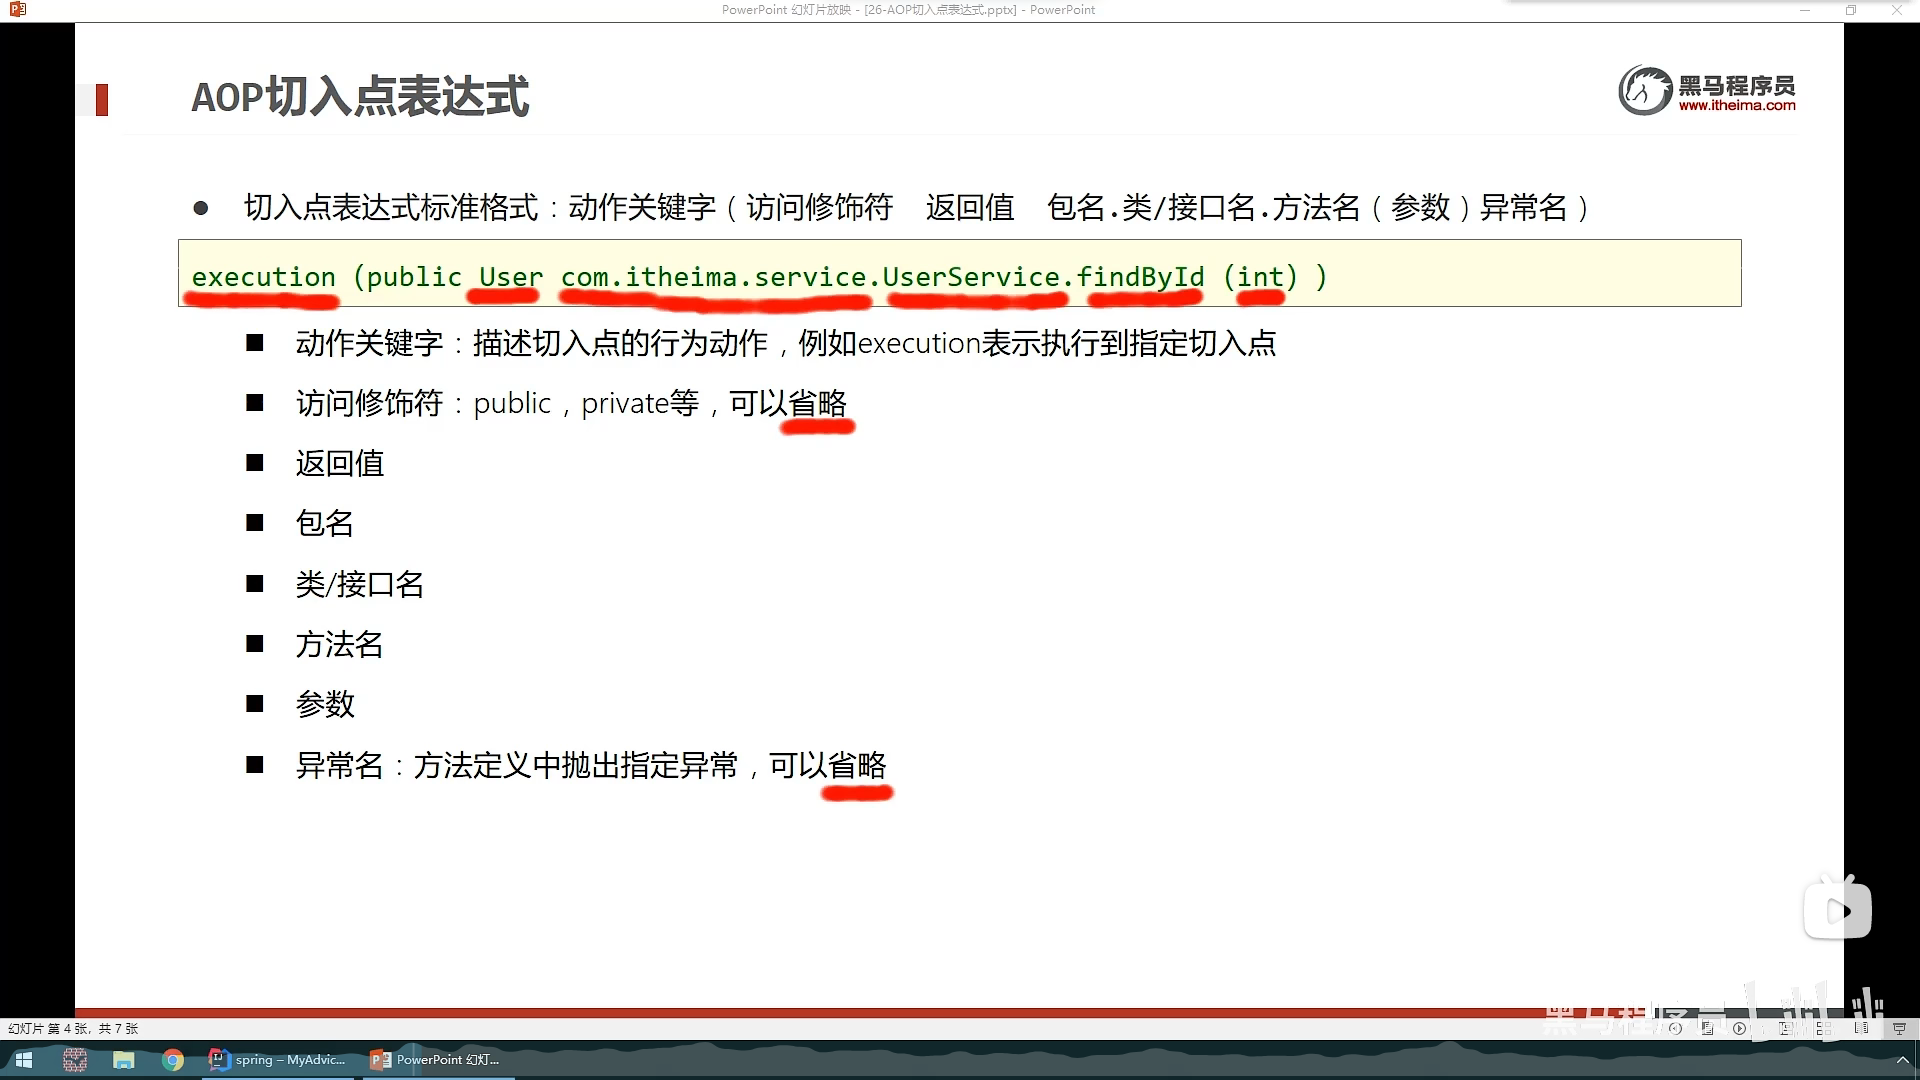 PowerPoint 幻灯片放映 - [26-AOP切入点表达式.pptx] - PowerPoint
AOP切入点表达式
黑马程序员
www.itheima.com
● 切入点表达式标准格式：动作关键字（访问修饰符 返回值 包名.类/接口名.方法名（参数）异常名）
execution (public User com.itheima.service.UserService.findById (int) )
■ 动作关键字：描述切入点的行为动作，例如execution表示执行到指定切入点
■ 访问修饰符：public，private等，可以省略
■ 返回值
■ 包名
■ 类/接口名
■ 方法名
■ 参数
■ 异常名：方法定义中抛出指定异常，可以省略
黑马程序员
幻灯片 第 4 张，共 7 张
spring – MyAdvic...
PowerPoint 幻灯...